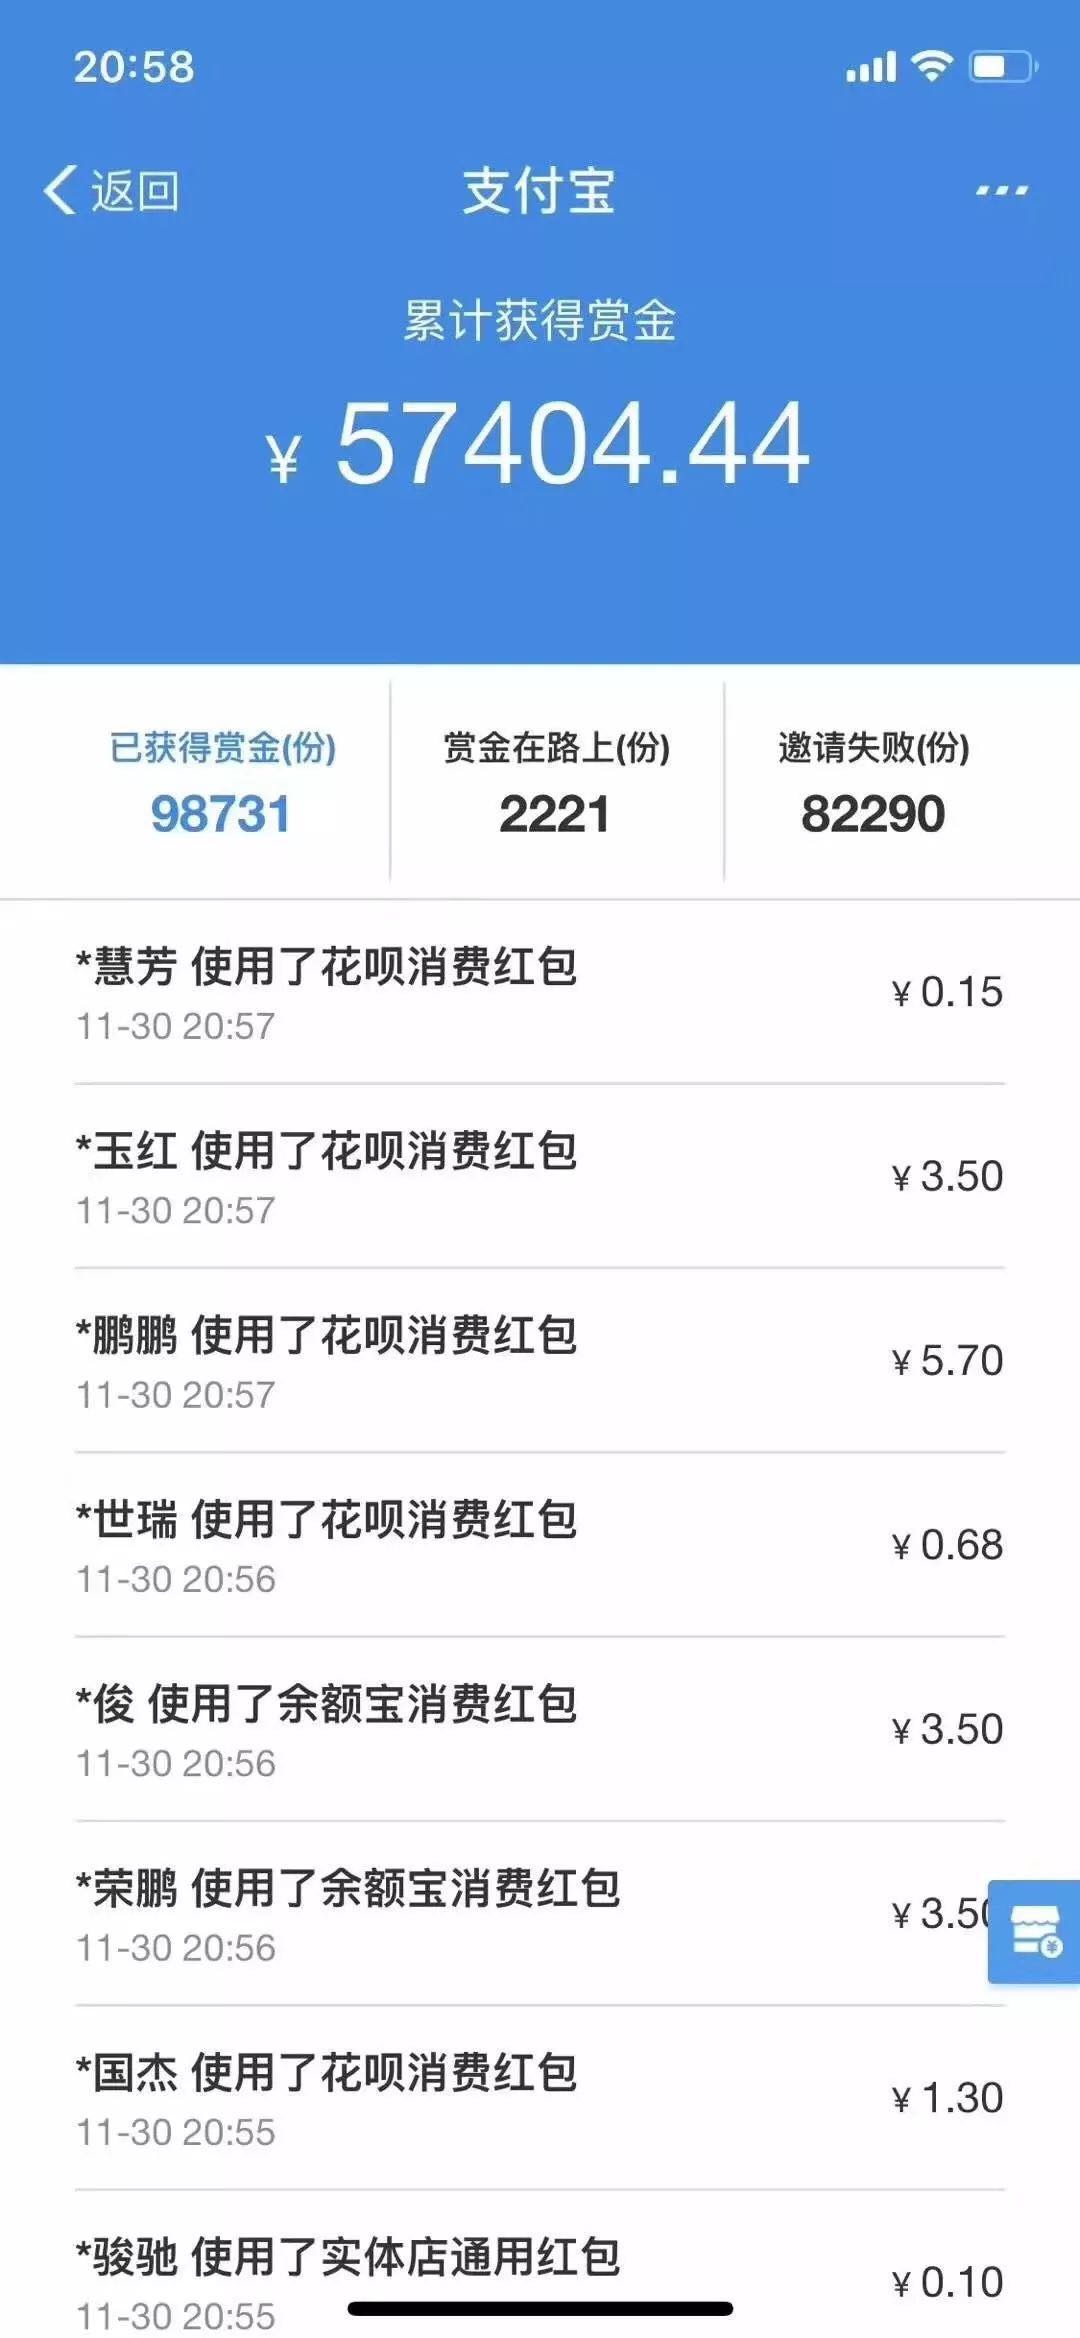 20:58
返回
支付宝
累计获得赏金
¥ 57404.44
已获得赏金(份)
98731
赏金在路上(份)
2221
邀请失败(份)
82290
*慧芳 使用了花呗消费红包
¥ 0.15
11-30 20:57
*玉红 使用了花呗消费红包
¥ 3.50
11-30 20:57
*鹏鹏 使用了花呗消费红包
¥ 5.70
11-30 20:57
*世瑞 使用了花呗消费红包
¥ 0.68
11-30 20:56
*俊 使用了余额宝消费红包
¥ 3.50
11-30 20:56
*荣鹏 使用了余额宝消费红包
¥ 3.50
11-30 20:56
*国杰 使用了花呗消费红包
¥ 1.30
11-30 20:55
*骏驰 使用了实体店通用红包
¥ 0.10
11-30 20:55